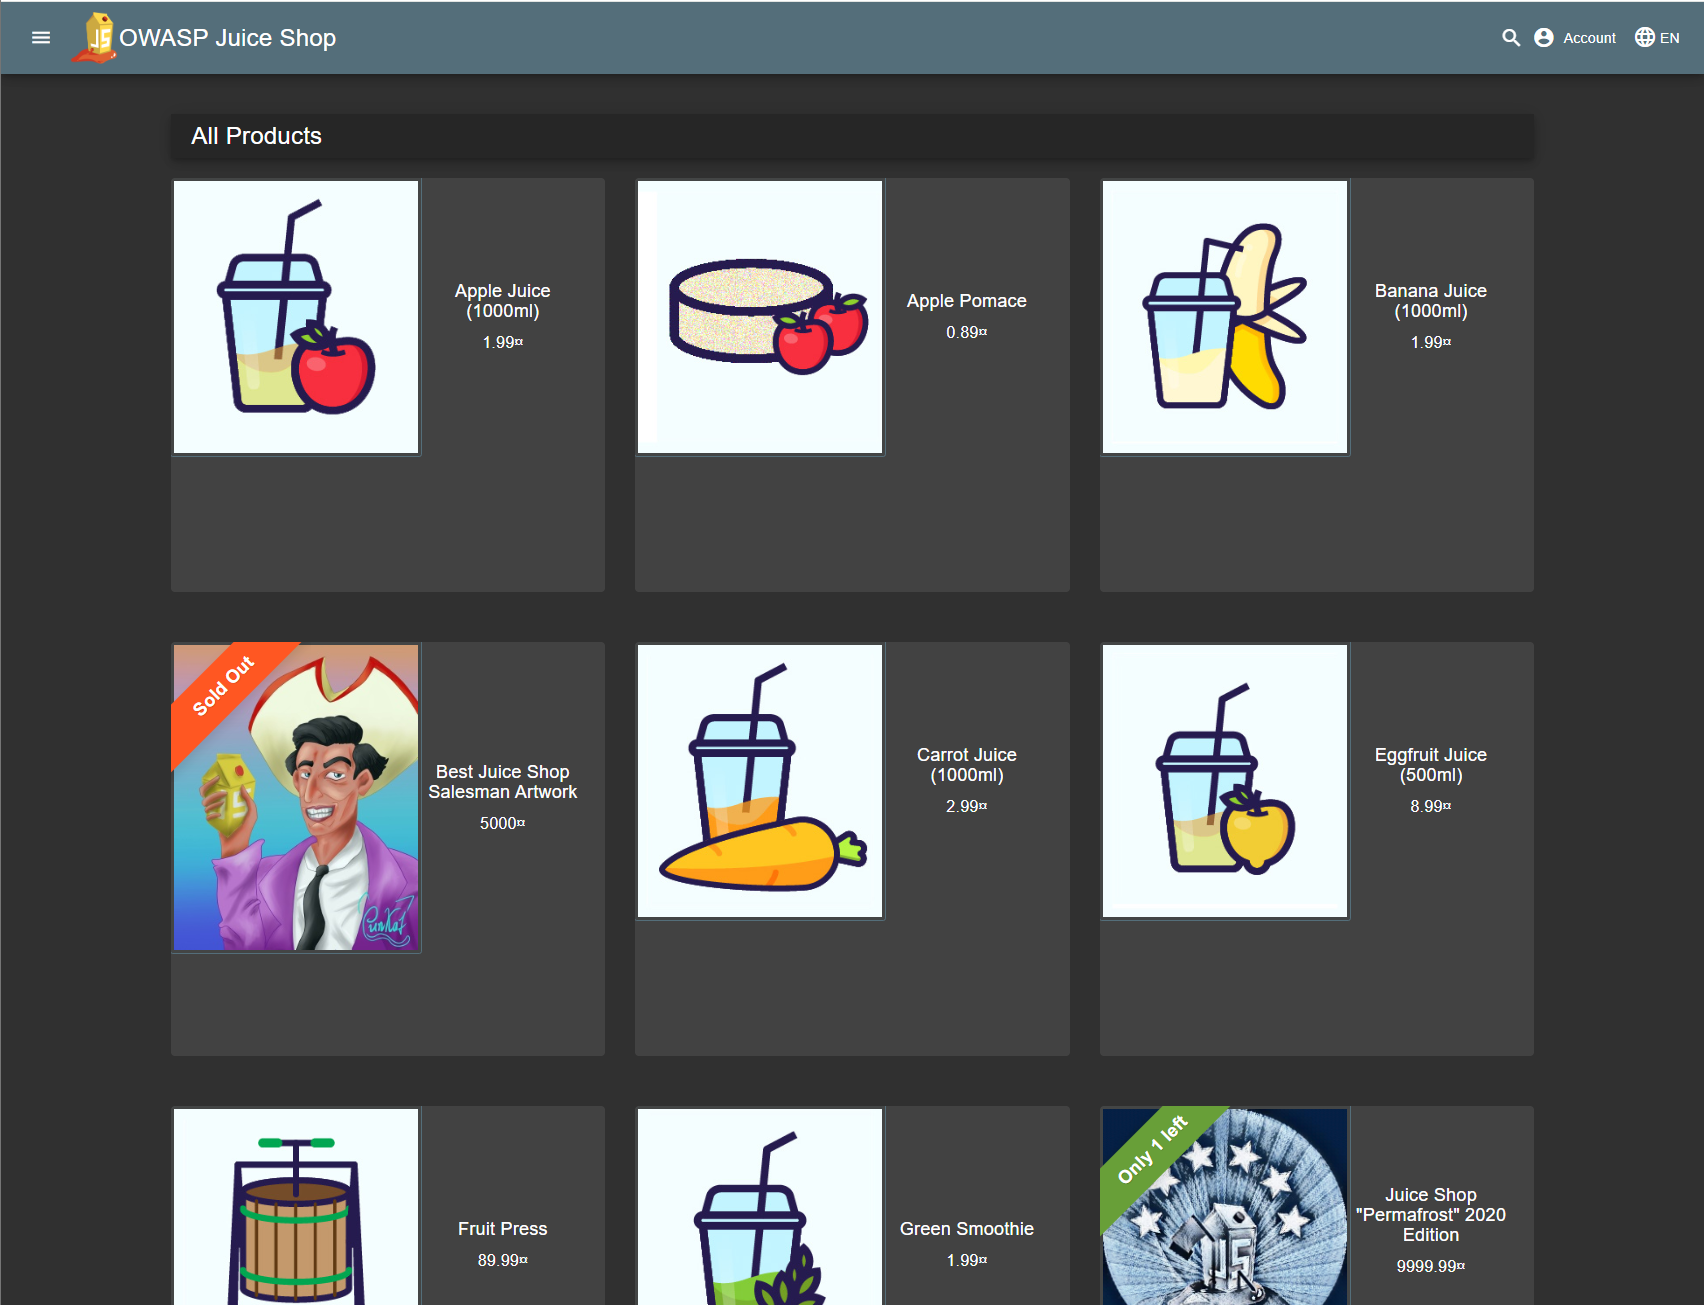 OWASP Juice Shop
Account
EN
All Products
Apple Juice
(1000ml)
1.99¤
Apple Pomace
0.89¤
Banana Juice
(1000ml)
1.99¤
Sold Out
Best Juice Shop
Salesman Artwork
5000¤
Carrot Juice
(1000ml)
2.99¤
Eggfruit Juice
(500ml)
8.99¤
Fruit Press
89.99¤
Green Smoothie
1.99¤
Only 1 left
Juice Shop
"Permafrost" 2020
Edition
9999.99¤